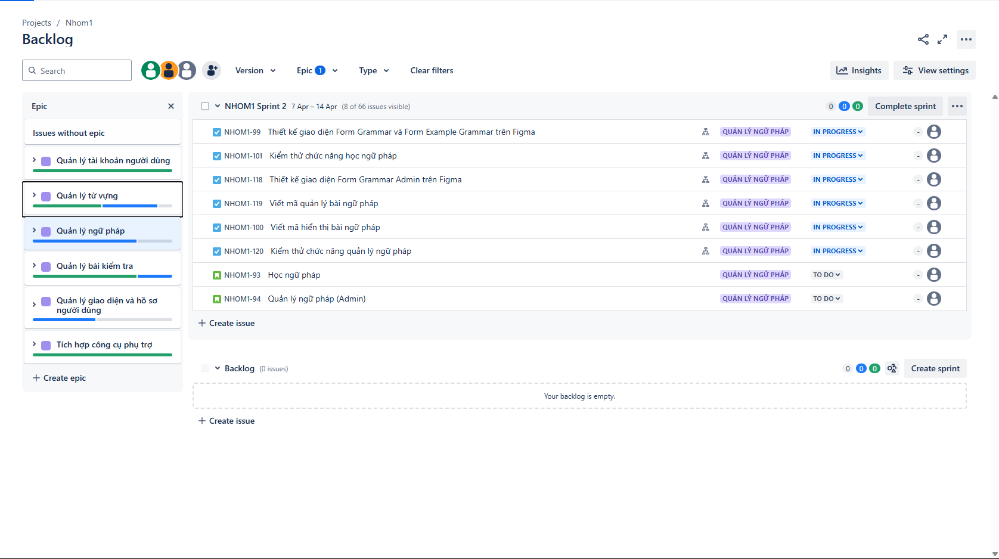 Projects / Nhom1
Backlog
Search
Version
Epic 1
Type
Clear filters
Insights
View settings
Epic
Issues without epic
Quản lý tài khoản người dùng
Quản lý từ vựng
Quản lý ngữ pháp
Quản lý bài kiểm tra
Quản lý giao diện và hồ sơ
người dùng
Tích hợp công cụ phụ trợ
+ Create epic
NHOM1 Sprint 2 7 Apr – 14 Apr (8 of 66 issues visible) 0 0 0 Complete sprint
NHOM1-99 Thiết kế giao diện Form Grammar và Form Example Grammar trên Figma QUẢN LÝ NGỮ PHÁP IN PROGRESS -
NHOM1-101 Kiểm thử chức năng học ngữ pháp QUẢN LÝ NGỮ PHÁP IN PROGRESS -
NHOM1-118 Thiết kế giao diện Form Grammar Admin trên Figma QUẢN LÝ NGỮ PHÁP IN PROGRESS -
NHOM1-119 Viết mã quản lý bài ngữ pháp QUẢN LÝ NGỮ PHÁP IN PROGRESS -
NHOM1-100 Viết mã hiển thị bài ngữ pháp QUẢN LÝ NGỮ PHÁP IN PROGRESS -
NHOM1-120 Kiểm thử chức năng quản lý ngữ pháp QUẢN LÝ NGỮ PHÁP IN PROGRESS -
NHOM1-93 Học ngữ pháp QUẢN LÝ NGỮ PHÁP TO DO -
NHOM1-94 Quản lý ngữ pháp (Admin) QUẢN LÝ NGỮ PHÁP TO DO -
+ Create issue
Backlog (0 issues) 0 0 0 Create sprint
Your backlog is empty.
+ Create issue